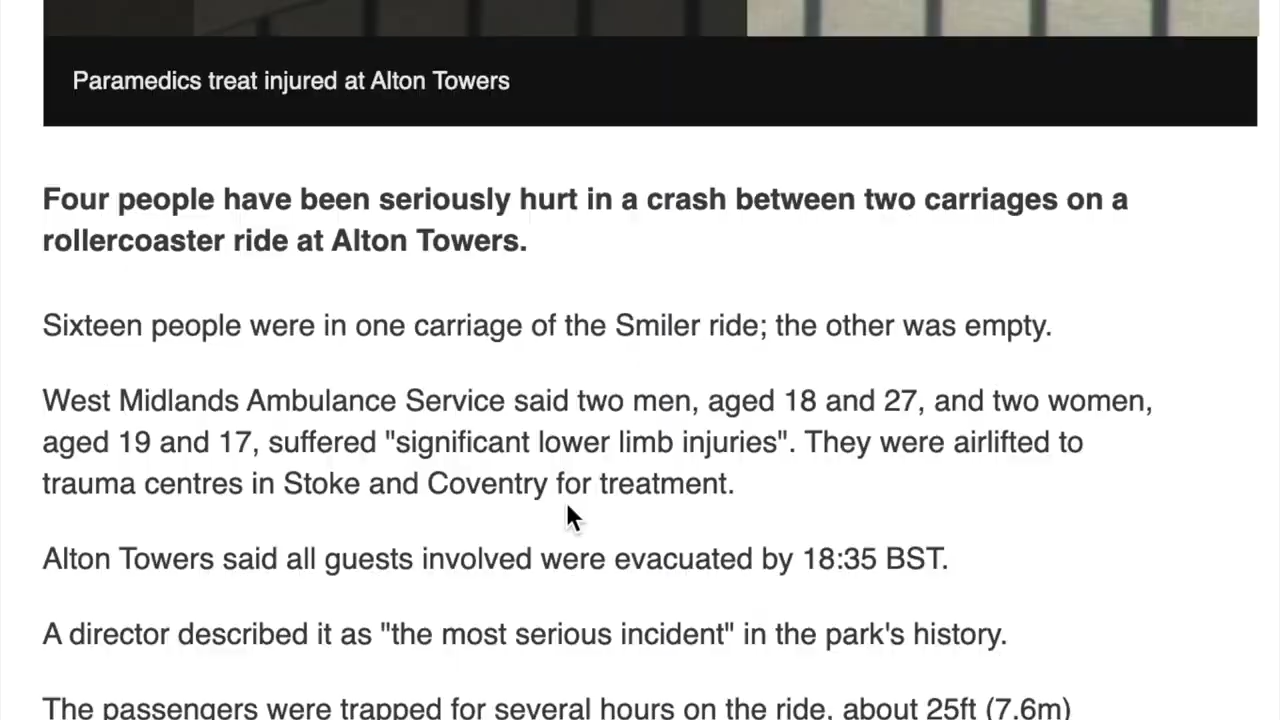 Paramedics treat injured at Alton Towers
Four people have been seriously hurt in a crash between two carriages on a
rollercoaster ride at Alton Towers.
Sixteen people were in one carriage of the Smiler ride; the other was empty.
West Midlands Ambulance Service said two men, aged 18 and 27, and two women,
aged 19 and 17, suffered "significant lower limb injuries". They were airlifted to
trauma centres in Stoke and Coventry for treatment.
Alton Towers said all guests involved were evacuated by 18:35 BST.
A director described it as "the most serious incident" in the park's history.
The passengers were trapped for several hours on the ride, about 25ft (7.6m)